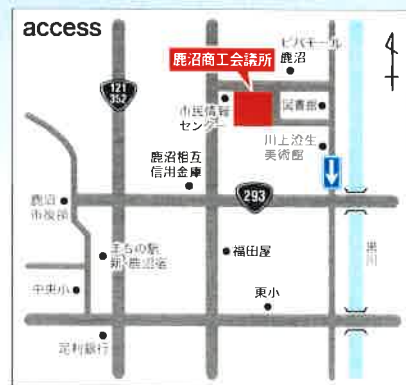 access
ビバモール
鹿沼
鹿沼商工会議所
121
352
市民情報
センター
図書館
川上澄生
美術館
鹿沼相互
信用金庫
293
鹿沼
市役所
まちの駅
新・鹿沼宿
福田屋
黒川
中央小
東小
足利銀行